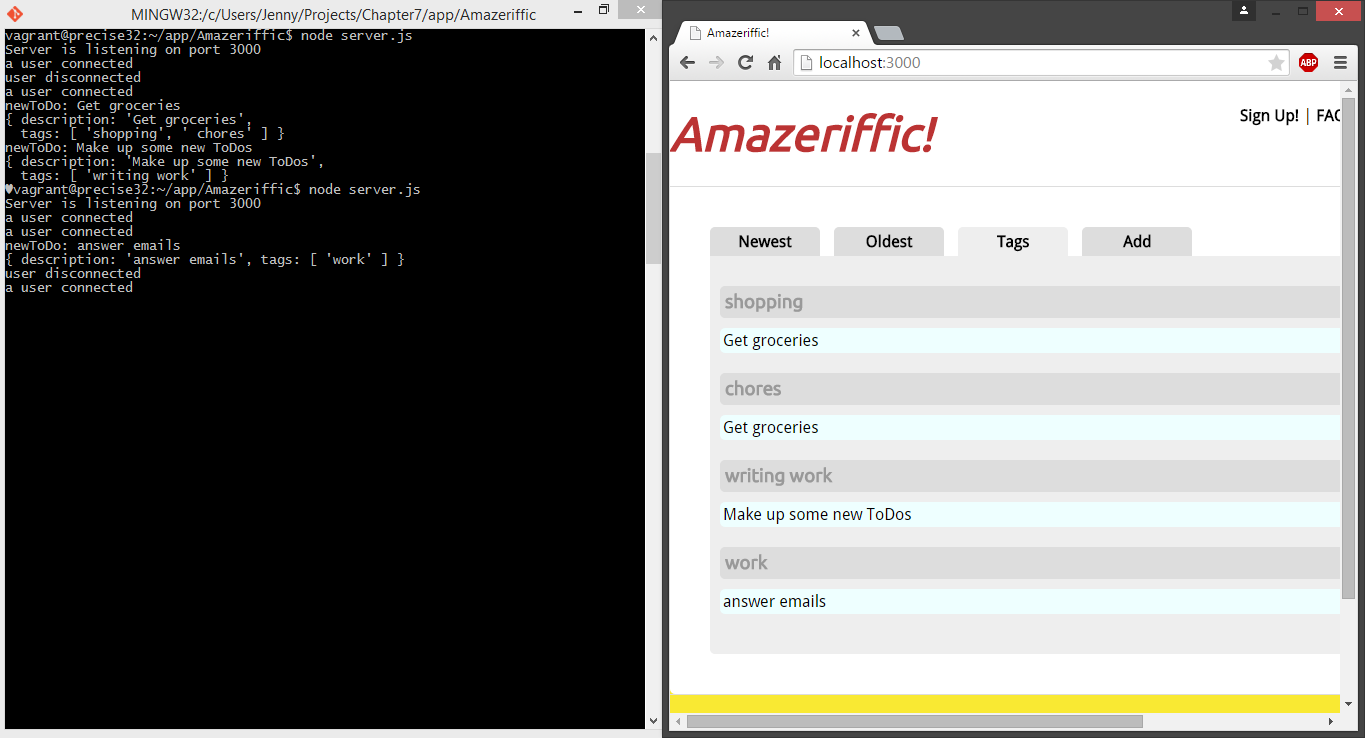 MINGW32:/c/Users/Jenny/Projects/Chapter7/app/Amazeriffic
vagrant@precise32:~/app/Amazeriffic$ node server.js
Server is listening on port 3000
a user connected
user disconnected
a user connected
newToDo: Get groceries
{ description: 'Get groceries',
  tags: [ 'shopping', ' chores' ] }
newToDo: Make up some new ToDos
{ description: 'Make up some new ToDos',
  tags: [ 'writing work' ] }
♥vagrant@precise32:~/app/Amazeriffic$ node server.js
Server is listening on port 3000
a user connected
a user connected
newToDo: answer emails
{ description: 'answer emails', tags: [ 'work' ] }
user disconnected
a user connected
Amazeriffic!
localhost:3000
ABP
Sign Up! | FAC
Amazeriffic!
Newest Oldest Tags Add
shopping
Get groceries
chores
Get groceries
writing work
Make up some new ToDos
work
answer emails